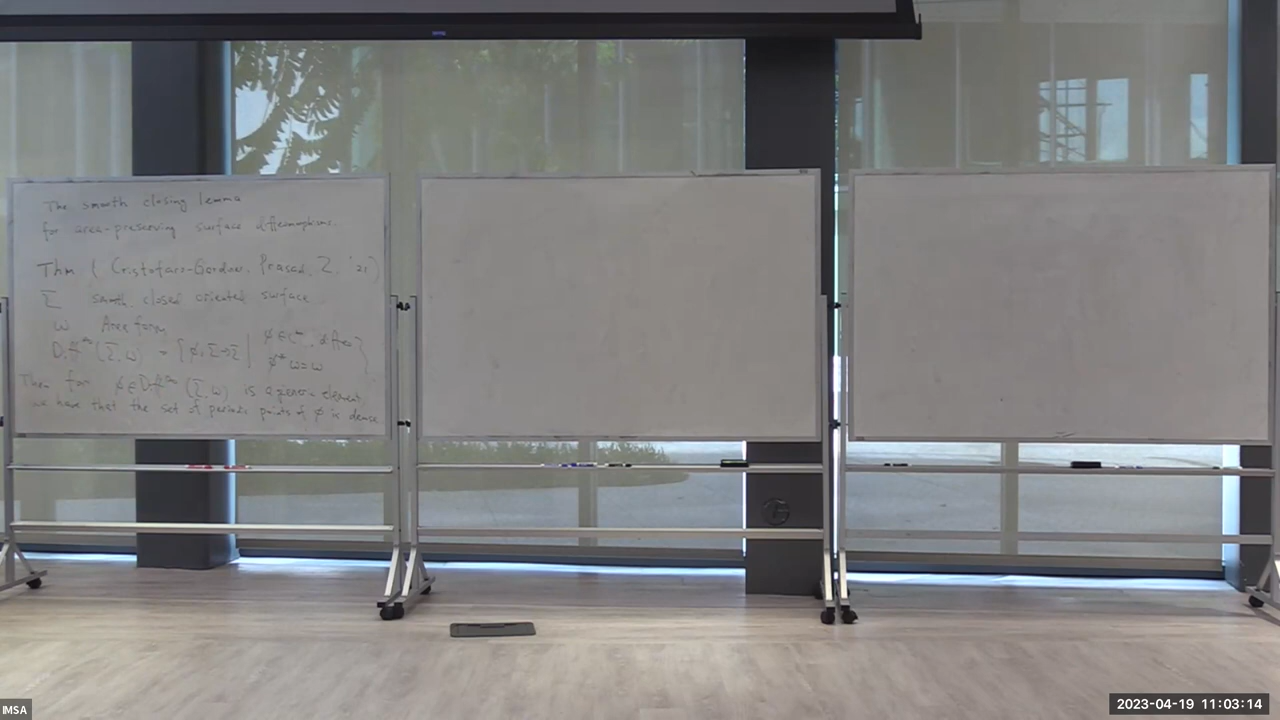 The smooth closing lemma
for area-preserving surface diffeomorphisms.
Thm ( Cristofaro-Gardiner, Prasad, Z, '21)
Σ smooth closed oriented surface
ω Area form
Diff^∞(Σ, ω) = { φ: Σ→Σ | φ ∈ C^∞, diffeo
φ^*ω = ω }
Then for φ ∈ Diff^∞(Σ, ω) is a generic element,
we have that the set of periodic points of φ is dense
IMSA
2023-04-19 11:03:14